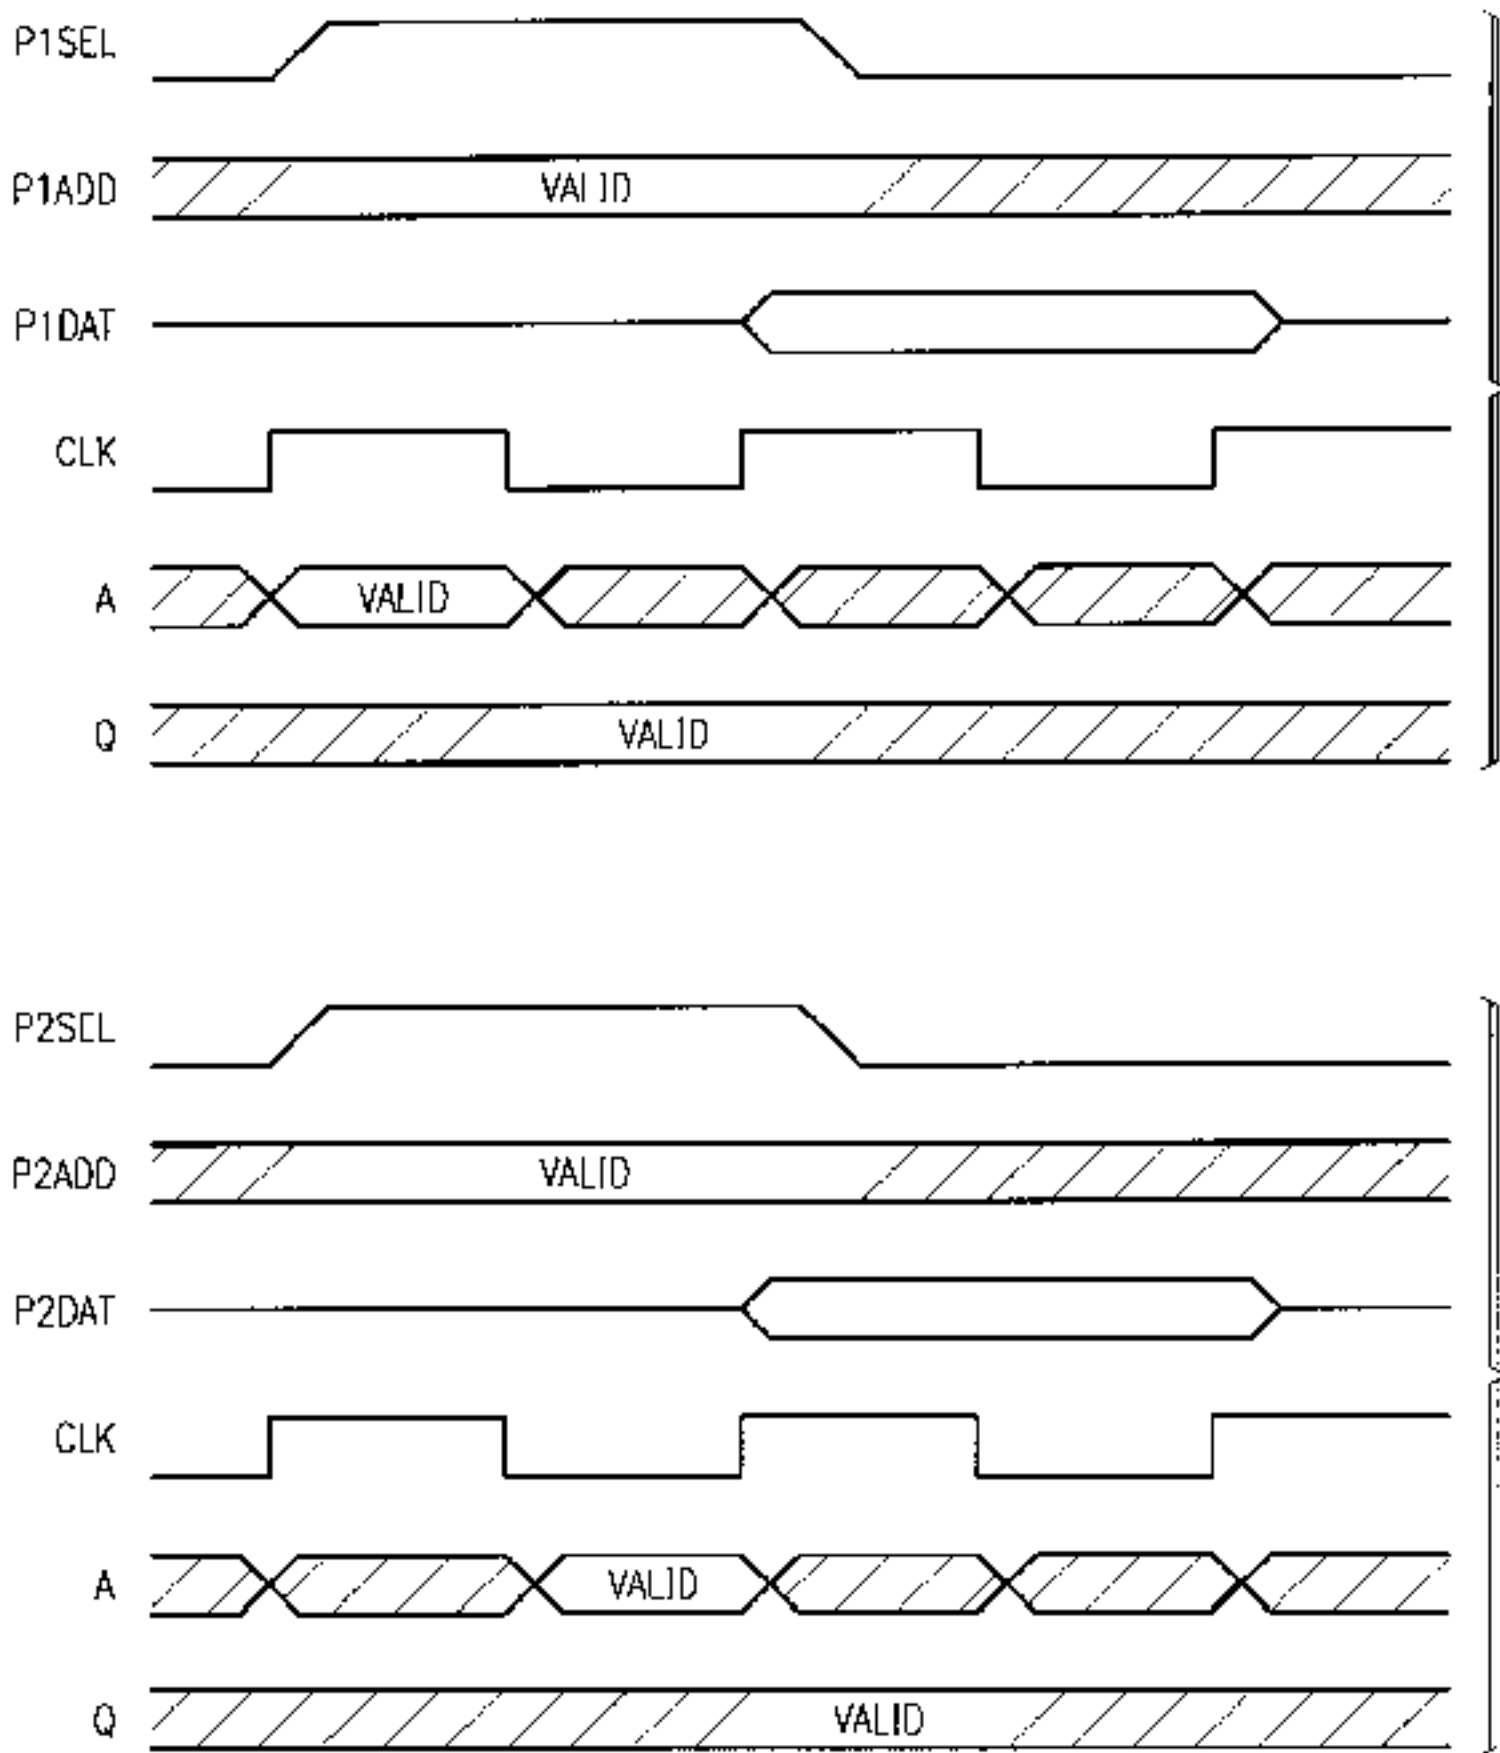 P1SEL
P1ADD VALID
P1DAT
CLK
A VALID
Q VALID
P2SEL
P2ADD VALID
P2DAT
CLK
A VALID
Q VALID